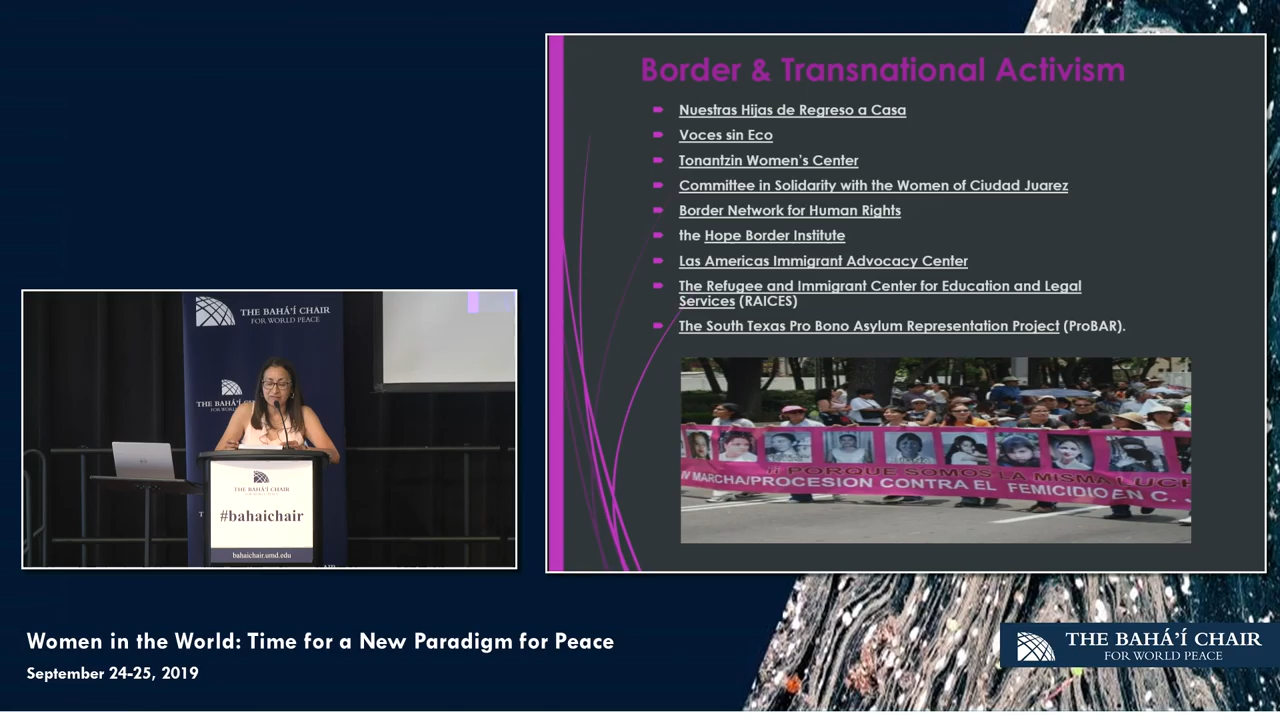 Border & Transnational Activism
Nuestras Hijas de Regreso a Casa
Voces sin Eco
Tonantzin Women's Center
Committee in Solidarity with the Women of Ciudad Juarez
Border Network for Human Rights
the Hope Border Institute
Las Americas Immigrant Advocacy Center
The Refugee and Immigrant Center for Education and Legal
Services (RAICES)
The South Texas Pro Bono Asylum Representation Project (ProBAR).
¡¡ PORQUE SOMOS LA MISMA LUCH
V MARCHA/PROCESION CONTRA EL FEMICIDIO EN C.
THE BAHÁ'Í CHAIR
FOR WORLD PEACE
THE BAHÁ'Í CHAIR
#bahaichair
bahaichair.umd.edu
Women in the World: Time for a New Paradigm for Peace
September 24-25, 2019
THE BAHÁ'Í CHAIR
FOR WORLD PEACE